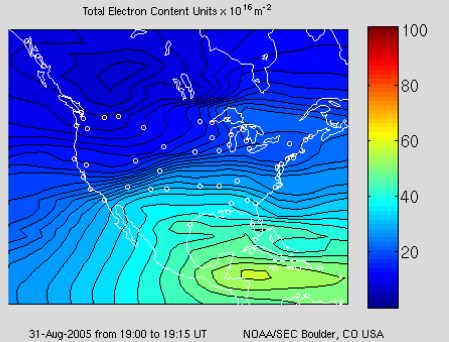 Total Electron Content Units x 10^16 m^-2
100
80
60
40
20
31-Aug-2005 from 19:00 to 19:15 UT NOAA/SEC Boulder, CO USA